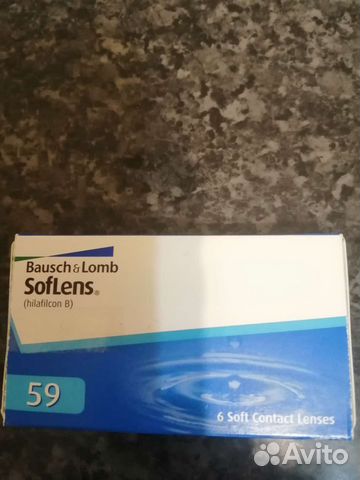 Bausch & Lomb
SofLens®
(hilafilcon B)
59
6 Soft Contact Lenses
Avito